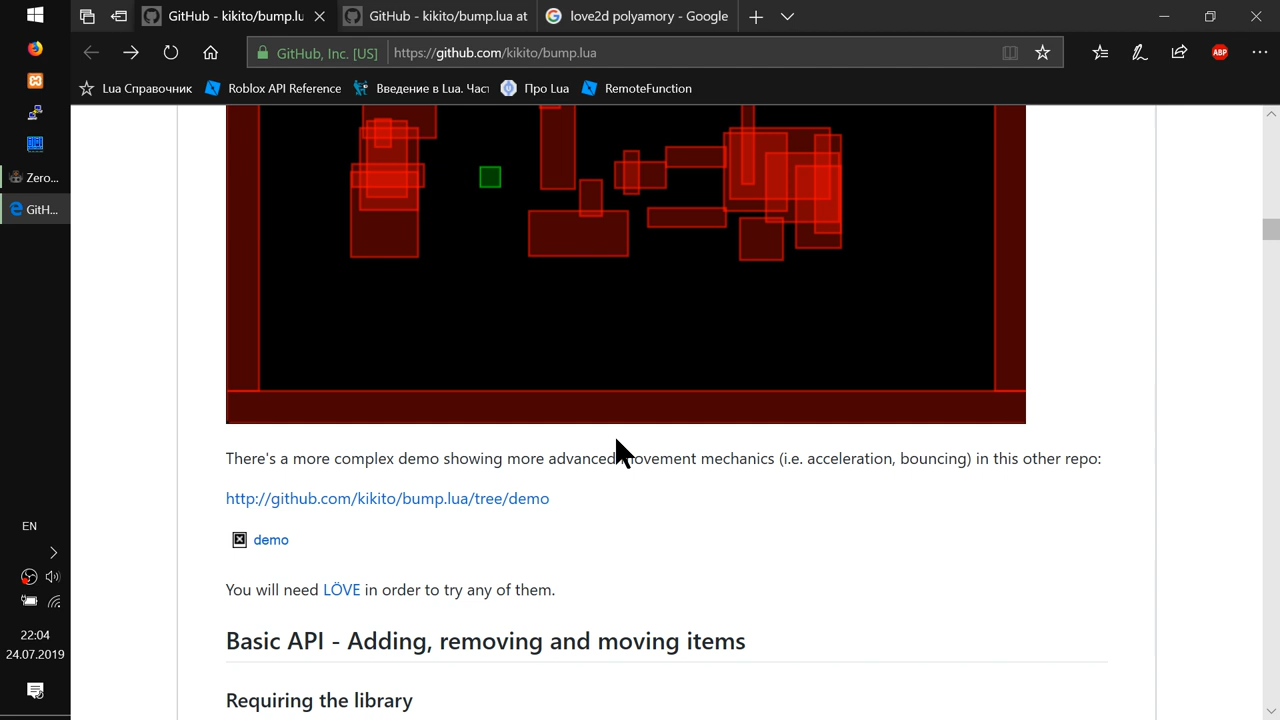 GitHub - kikito/bump.lu
GitHub - kikito/bump.lua at
love2d polyamory - Google
GitHub, Inc. [US]
https://github.com/kikito/bump.lua
ABP
Lua Справочник
Roblox API Reference
Введение в Lua. Част
Про Lua
RemoteFunction
Zero...
GitH...
There's a more complex demo showing more advanced movement mechanics (i.e. acceleration, bouncing) in this other repo:
http://github.com/kikito/bump.lua/tree/demo
demo
You will need LÖVE in order to try any of them.
Basic API - Adding, removing and moving items
Requiring the library
EN
22:04
24.07.2019